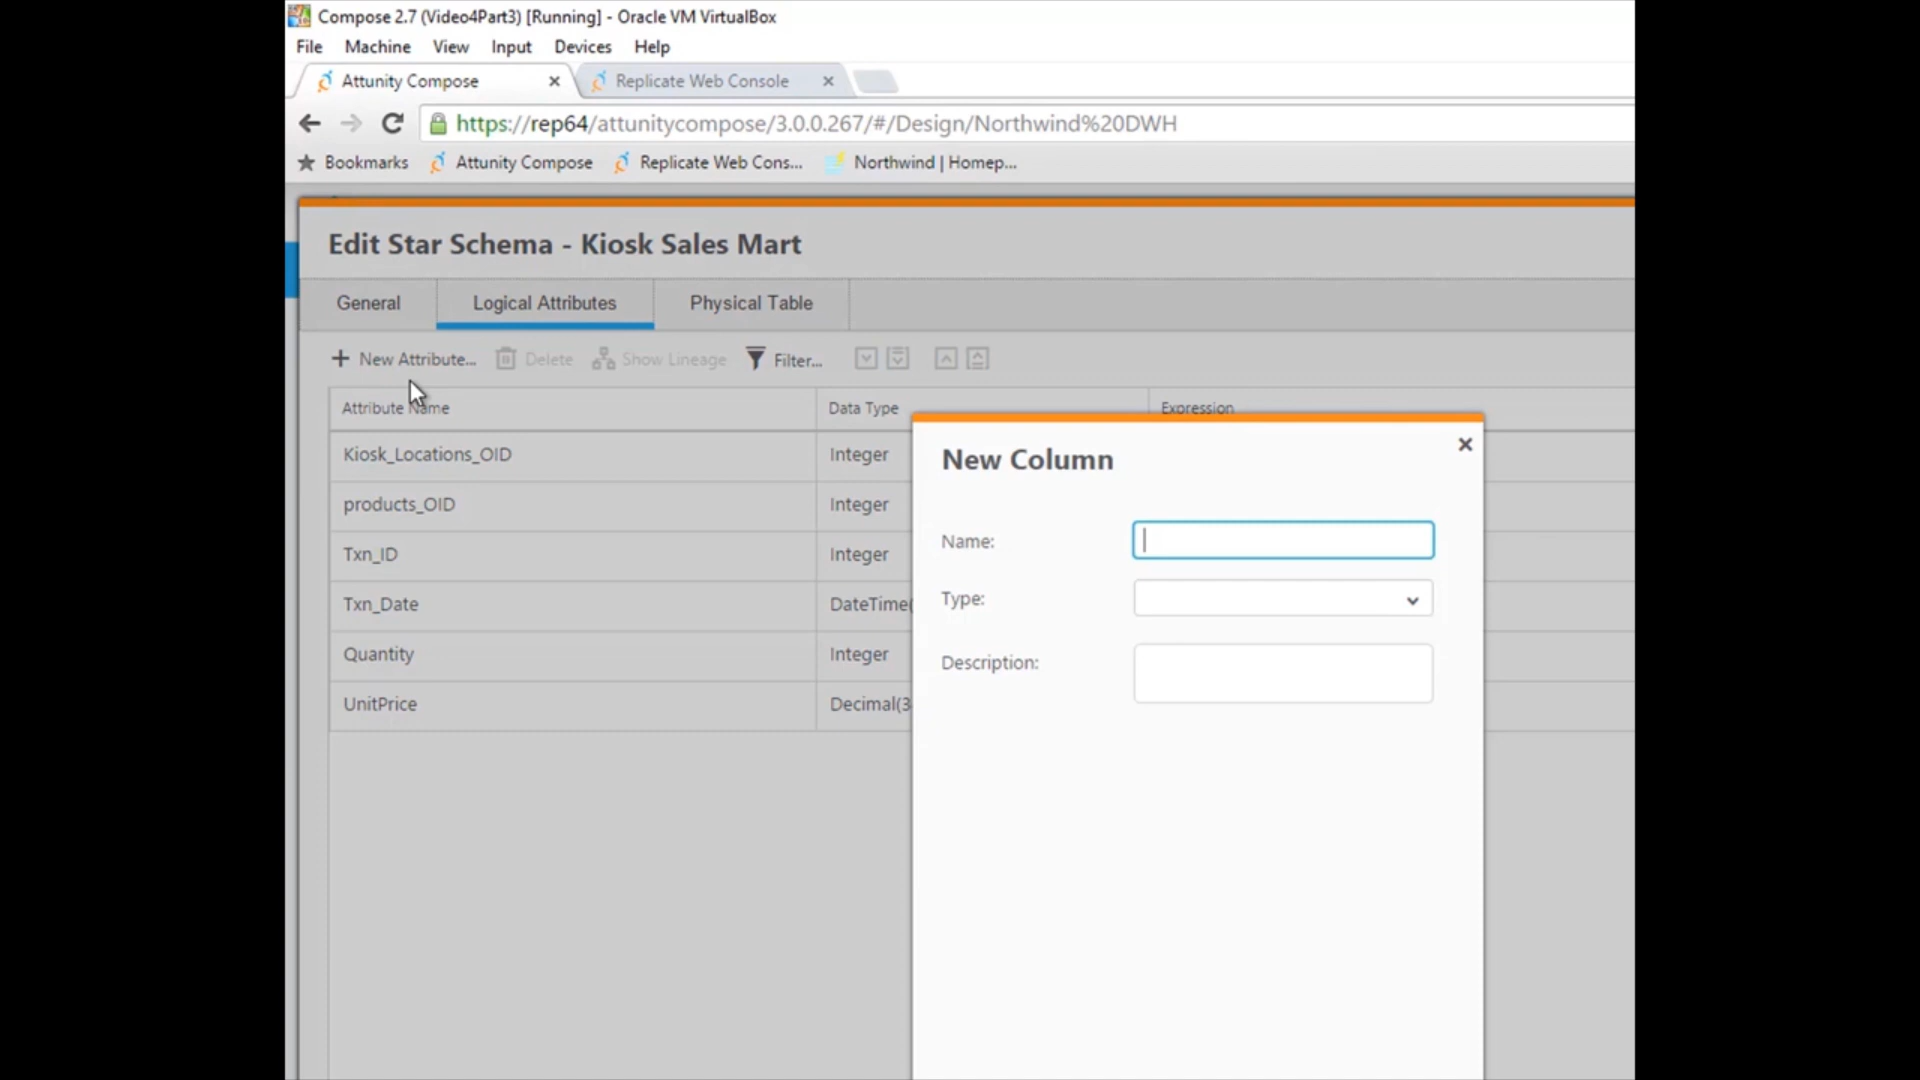 Compose 2.7 (Video4Part3) [Running] - Oracle VM VirtualBox
File Machine View Input Devices Help
Attunity Compose Replicate Web Console
https://rep64/attunitycompose/3.0.0.267/#/Design/Northwind%20DWH
Bookmarks Attunity Compose Replicate Web Cons... Northwind | Homep...
Edit Star Schema - Kiosk Sales Mart
General Logical Attributes Physical Table
New Attribute... Delete Show Lineage Filter...
Attribute Name Data Type Expression
Kiosk_Locations_OID Integer
products_OID Integer
Txn_ID Integer
Txn_Date DateTime(
Quantity Integer
UnitPrice Decimal(3
New Column
Name:
Type:
Description: